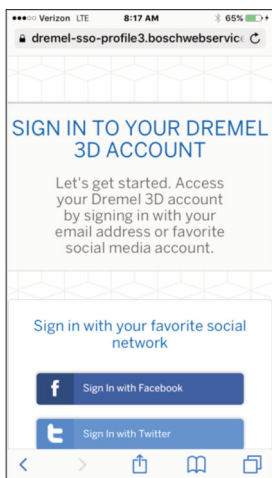 Verizon LTE 8:17 AM 65%
dremel-sso-profile3.boschwebservic
SIGN IN TO YOUR DREMEL
3D ACCOUNT
Let's get started. Access
your Dremel 3D account
by signing in with your
email address or favorite
social media account.
Sign in with your favorite social
network
f Sign In with Facebook
Sign In with Twitter